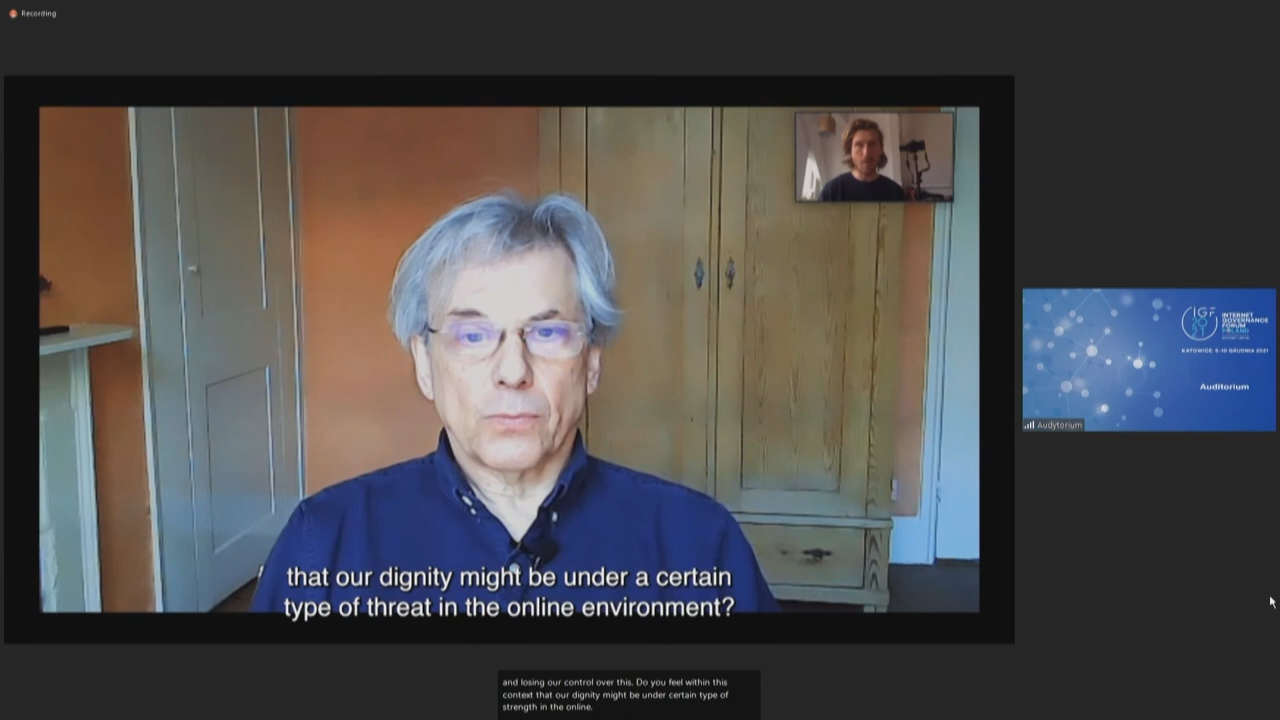 Recording
IGF
2021
INTERNET
GOVERNANCE
FORUM
POLAND
KATOWICE, 6-10 GRUDNIA 2021
Auditorium
Audytorium
that our dignity might be under a certain
type of threat in the online environment?
and losing our control over this. Do you feel within this
context that our dignity might be under certain type of
strength in the online.